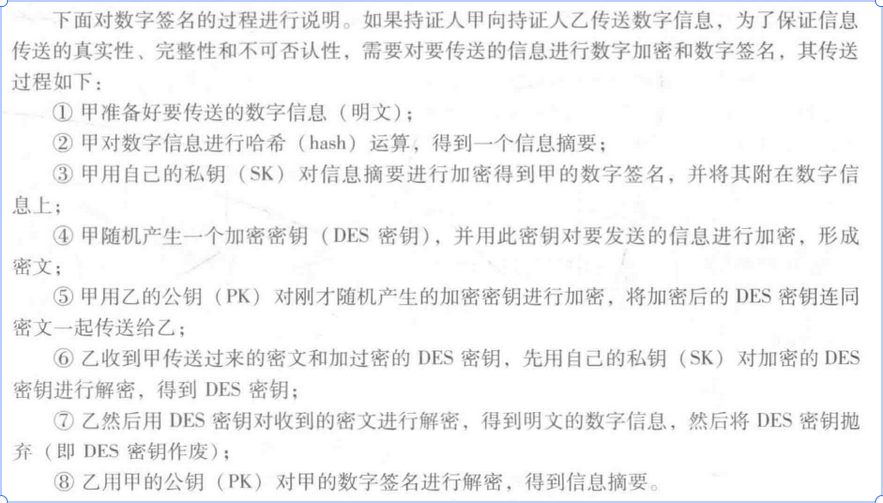 下面对数字签名的过程进行说明。如果持证人甲向持证人乙传送数字信息，为了保证信息
传送的真实性、完整性和不可否认性，需要对要传送的信息进行数字加密和数字签名，其传送
过程如下：
① 甲准备好要传送的数字信息（明文）；
② 甲对数字信息进行哈希（hash）运算，得到一个信息摘要；
③ 甲用自己的私钥（SK）对信息摘要进行加密得到甲的数字签名，并将其附在数字信
息上；
④ 甲随机产生一个加密密钥（DES 密钥），并用此密钥对要发送的信息进行加密，形成
密文；
⑤ 甲用乙的公钥（PK）对刚才随机产生的加密密钥进行加密，将加密后的 DES 密钥连同
密文一起传送给乙；
⑥ 乙收到甲传送过来的密文和加过密的 DES 密钥，先用自己的私钥（SK）对加密的 DES
密钥进行解密，得到 DES 密钥；
⑦ 乙然后用 DES 密钥对收到的密文进行解密，得到明文的数字信息，然后将 DES 密钥抛
弃（即 DES 密钥作废）；
⑧ 乙用甲的公钥（PK）对甲的数字签名进行解密，得到信息摘要。